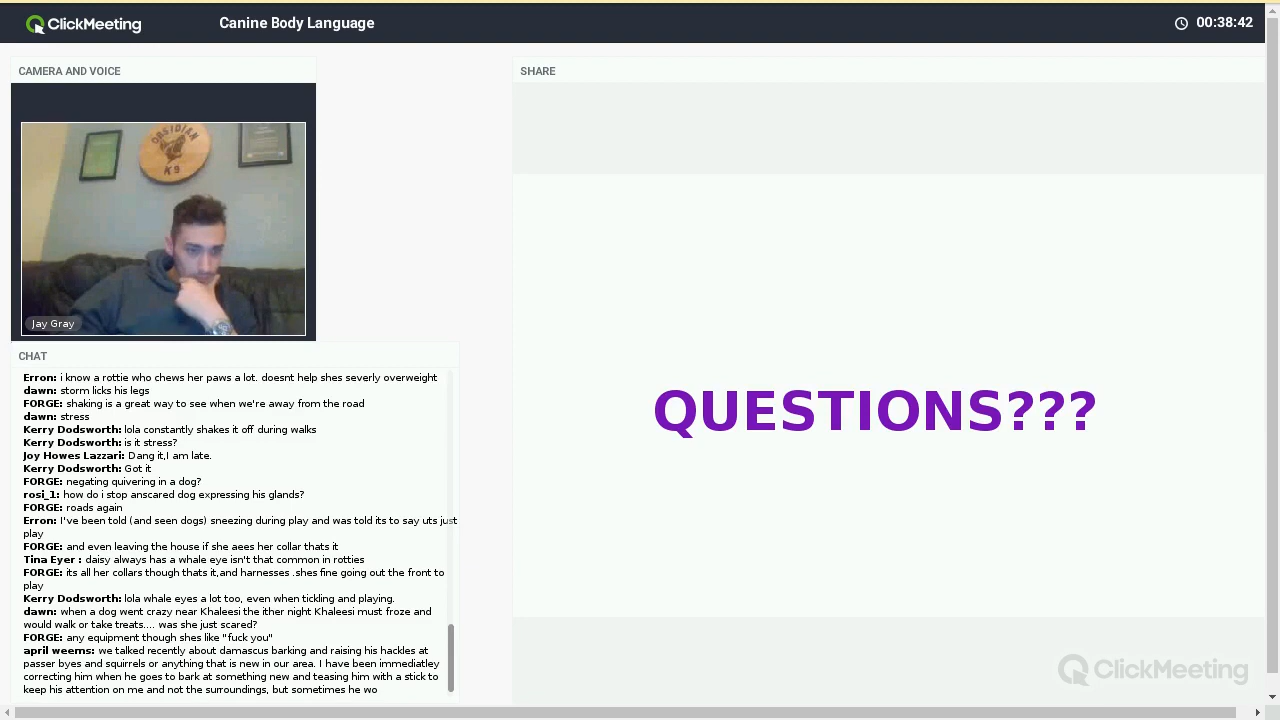 ClickMeeting
Canine Body Language
00:38:42
CAMERA AND VOICE
OBSIDIAN
K9
Jay Gray
CHAT
Erron: i know a rottie who chews her paws a lot. doesnt help shes severly overweight
dawn: storm licks his legs
FORGE: shaking is a great way to see when we're away from the road
dawn: stress
Kerry Dodsworth: lola constantly shakes it off during walks
Kerry Dodsworth: is it stress?
Joy Howes Lazzari: Dang it,I am late.
Kerry Dodsworth: Got it
FORGE: negating quivering in a dog?
rosi_1: how do i stop anscared dog expressing his glands?
FORGE: roads again
Erron: I've been told (and seen dogs) sneezing during play and was told its to say uts just
play
FORGE: and even leaving the house if she aees her collar thats it
Tina Eyer : daisy always has a whale eye isn't that common in rotties
FORGE: its all her collars though thats it,and harnesses .shes fine going out the front to
play
Kerry Dodsworth: lola whale eyes a lot too, even when tickling and playing.
dawn: when a dog went crazy near Khaleesi the ither night Khaleesi must froze and
would walk or take treats.... was she just scared?
FORGE: any equipment though shes like "fuck you"
april weems: we talked recently about damascus barking and raising his hackles at
passer byes and squirrels or anything that is new in our area. I have been immediatley
correcting him when he goes to bark at something new and teasing him with a stick to
keep his attention on me and not the surroundings, but sometimes he wo
SHARE
QUESTIONS???
ClickMeeting